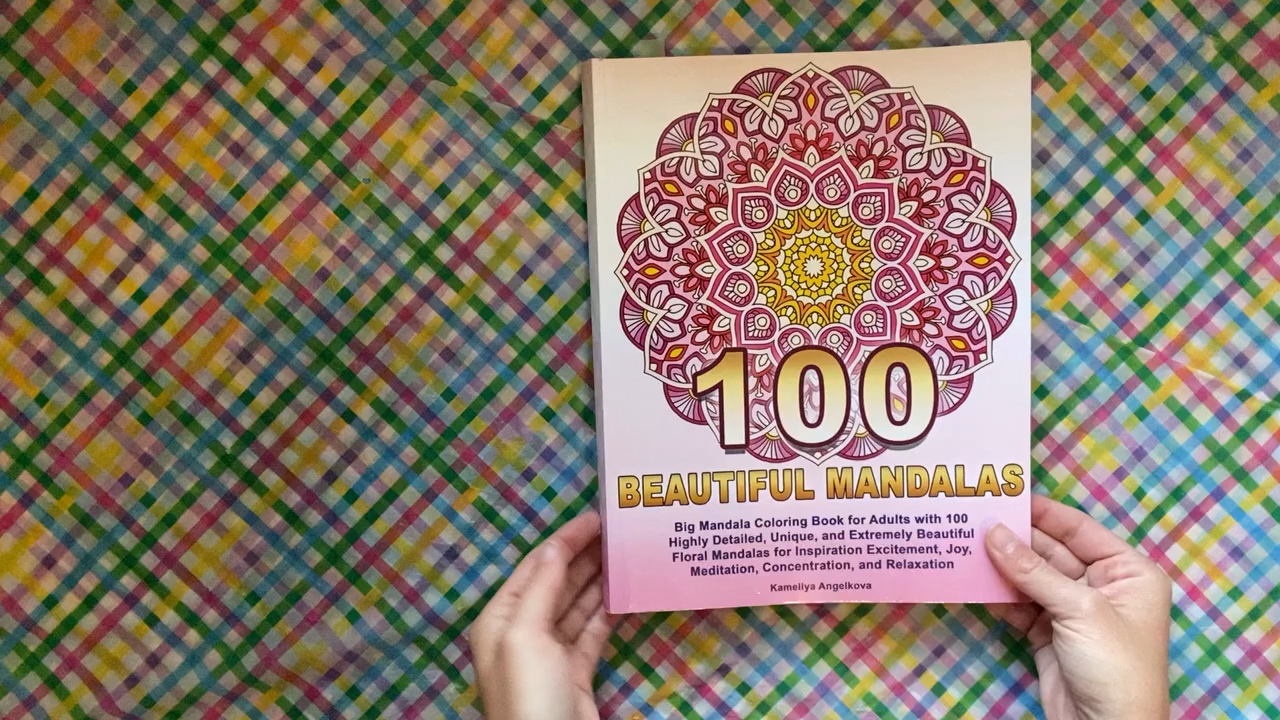 100
BEAUTIFUL MANDALAS
Big Mandala Coloring Book for Adults with 100
Highly Detailed, Unique, and Extremely Beautiful
Floral Mandalas for Inspiration Excitement, Joy,
Meditation, Concentration, and Relaxation
Kameliya Angelkova